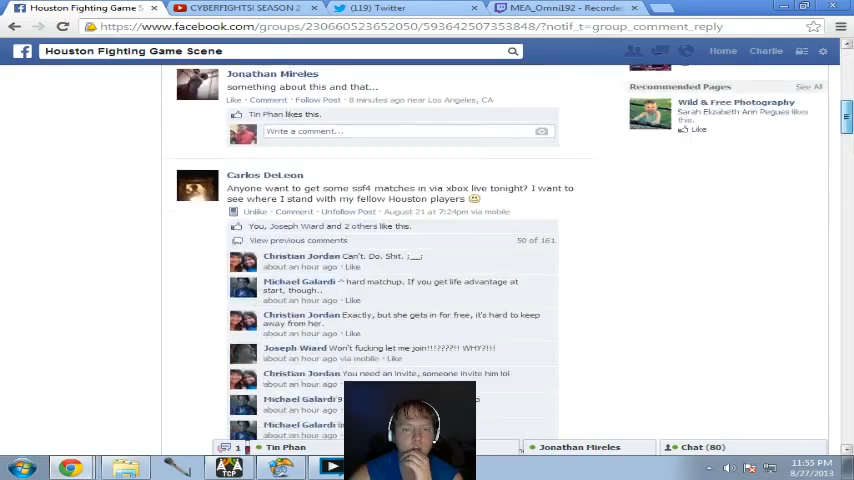 Houston Fighting Game S
CYBERFIGHTS! SEASON 2
(119) Twitter
MEA_Omni192 - Recorde
https://www.facebook.com/groups/230660523652050/593642507373508/?notif_t=group_comment_reply
Houston Fighting Game Scene
Home
Charlie
Jonathan Mireles
something about this and that...
Like · Comment · Follow Post · 8 minutes ago near Los Angeles, CA
Tin Phan likes this.
Write a comment...
Recommended Pages
See All
Wild & Free Photography
Sarah Elizabeth Ann Pegues likes
this.
Like
Carlos DeLeon
Anyone want to get some ssf4 matches in via xbox live tonight? I want to
see where I stand with my fellow Houston players
Unlike · Comment · Unfollow Post · August 21 at 7:24pm via mobile
You, Joseph Ward and 2 others like this.
View previous comments
50 of 161
Christian Jordan Can't. Do. Shit. ;__;
about an hour ago · Like
Michael Galardi ^ hard matchup. If you get life advantage at
start, though..
about an hour ago · Like
Christian Jordan Exactly, but she gets in for free, it's hard to keep
away from her.
about an hour ago · Like
Joseph Ward Won't fucking let me join!!!????!! WHY?!!!
about an hour ago via mobile · Like
Christian Jordan You need an invite, someone invite him lol
about an hour ago · Like
Michael Galardi
about an hour ago
Michael Galardi
about an hour ago
1
Tin Phan
Jonathan Mireles
Chat (80)
TCP
11:55 PM
8/27/2013